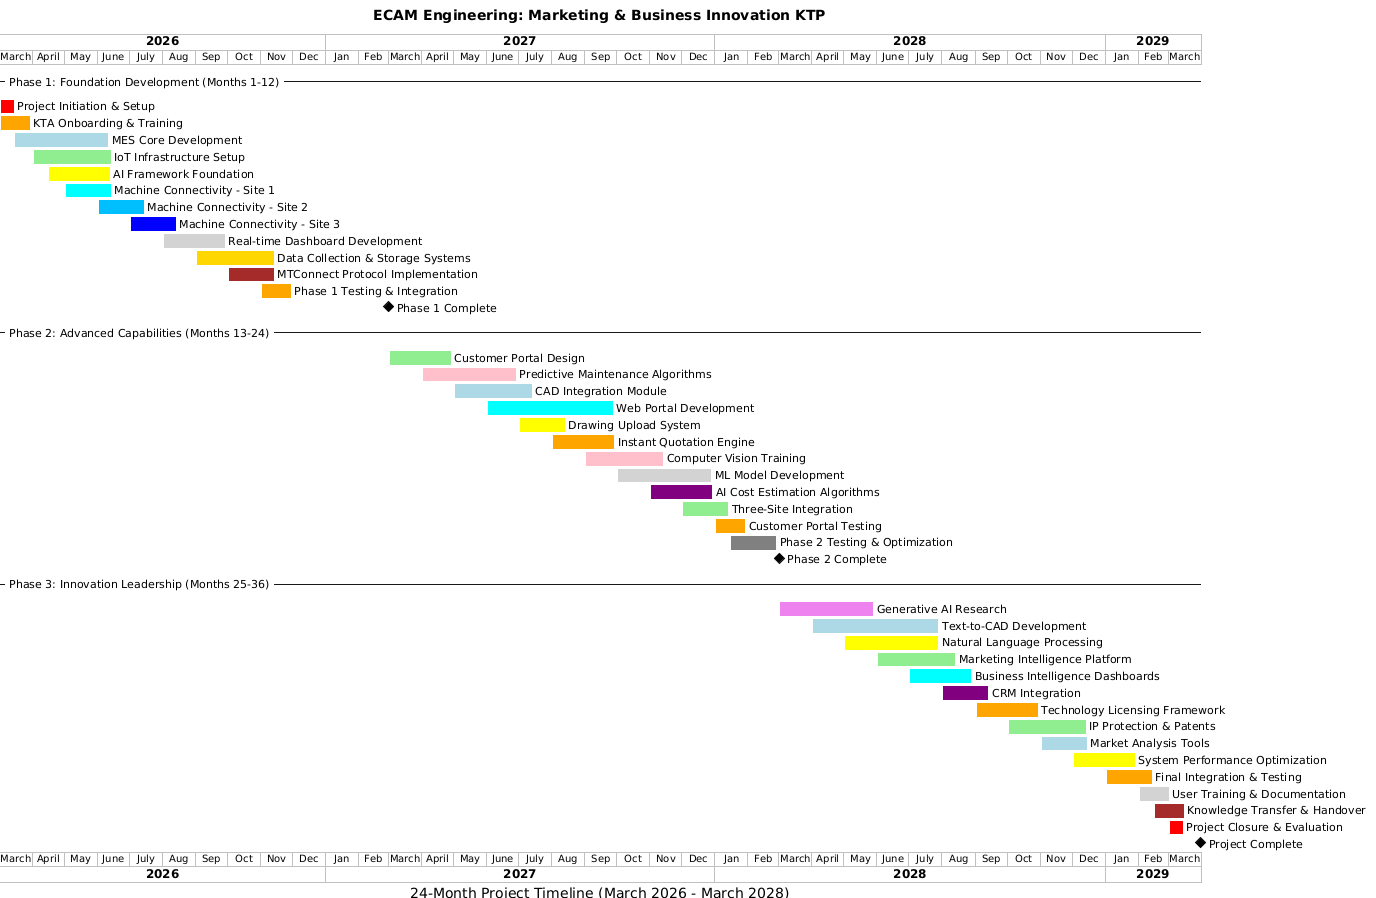 ECAM Engineering: Marketing & Business Innovation KTP
2026 2027 2028 2029
March April May June July Aug Sep Oct Nov Dec Jan Feb March April May June July Aug Sep Oct Nov Dec Jan Feb March April May June July Aug Sep Oct Nov Dec Jan Feb March
Phase 1: Foundation Development (Months 1-12)
Project Initiation & Setup
KTA Onboarding & Training
MES Core Development
IoT Infrastructure Setup
AI Framework Foundation
Machine Connectivity - Site 1
Machine Connectivity - Site 2
Machine Connectivity - Site 3
Real-time Dashboard Development
Data Collection & Storage Systems
MTConnect Protocol Implementation
Phase 1 Testing & Integration
Phase 1 Complete
Phase 2: Advanced Capabilities (Months 13-24)
Customer Portal Design
Predictive Maintenance Algorithms
CAD Integration Module
Web Portal Development
Drawing Upload System
Instant Quotation Engine
Computer Vision Training
ML Model Development
AI Cost Estimation Algorithms
Three-Site Integration
Customer Portal Testing
Phase 2 Testing & Optimization
Phase 2 Complete
Phase 3: Innovation Leadership (Months 25-36)
Generative AI Research
Text-to-CAD Development
Natural Language Processing
Marketing Intelligence Platform
Business Intelligence Dashboards
CRM Integration
Technology Licensing Framework
IP Protection & Patents
Market Analysis Tools
System Performance Optimization
Final Integration & Testing
User Training & Documentation
Knowledge Transfer & Handover
Project Closure & Evaluation
Project Complete
March April May June July Aug Sep Oct Nov Dec Jan Feb March April May June July Aug Sep Oct Nov Dec Jan Feb March April May June July Aug Sep Oct Nov Dec Jan Feb March
2026 2027 2028 2029
24-Month Project Timeline (March 2026 - March 2028)